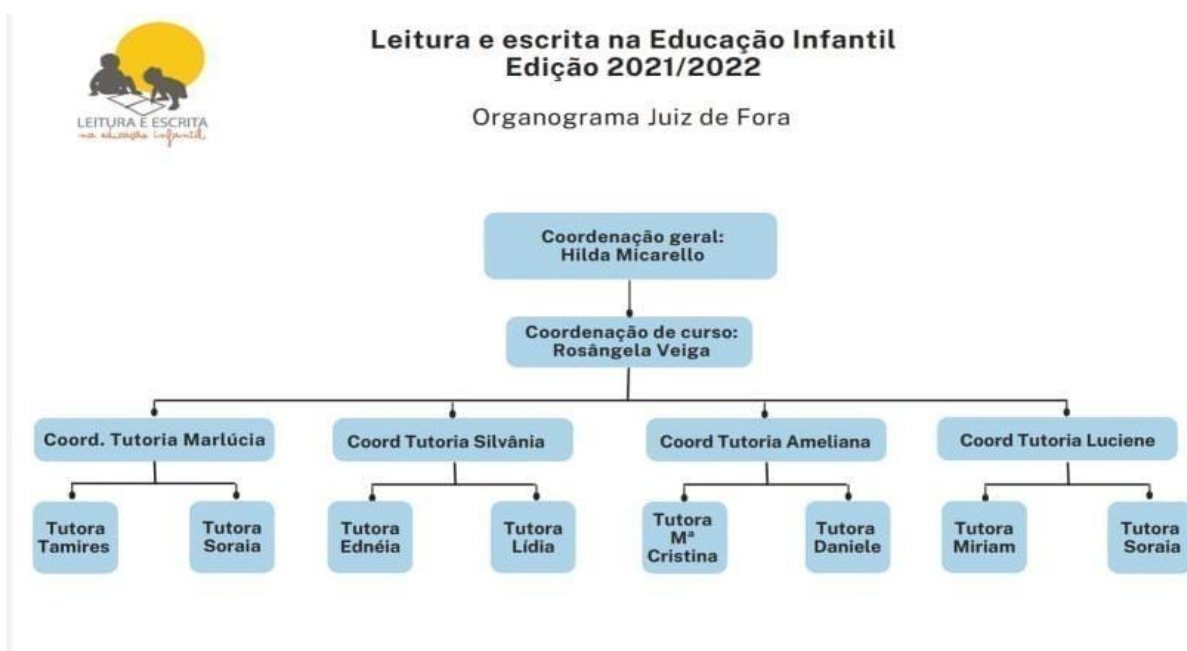 LEITURA E ESCRITA
na educação infantil
Leitura e escrita na Educação Infantil
Edição 2021/2022
Organograma Juiz de Fora
Coordenação geral:
Hilda Micarello
Coordenação de curso:
Rosângela Veiga
Coord. Tutoria Marlúcia
Coord Tutoria Silvânia
Coord Tutoria Ameliana
Coord Tutoria Luciene
Tutora
Tamires
Tutora
Soraia
Tutora
Ednéia
Tutora
Lídia
Tutora
Mª
Cristina
Tutora
Daniele
Tutora
Miriam
Tutora
Soraia